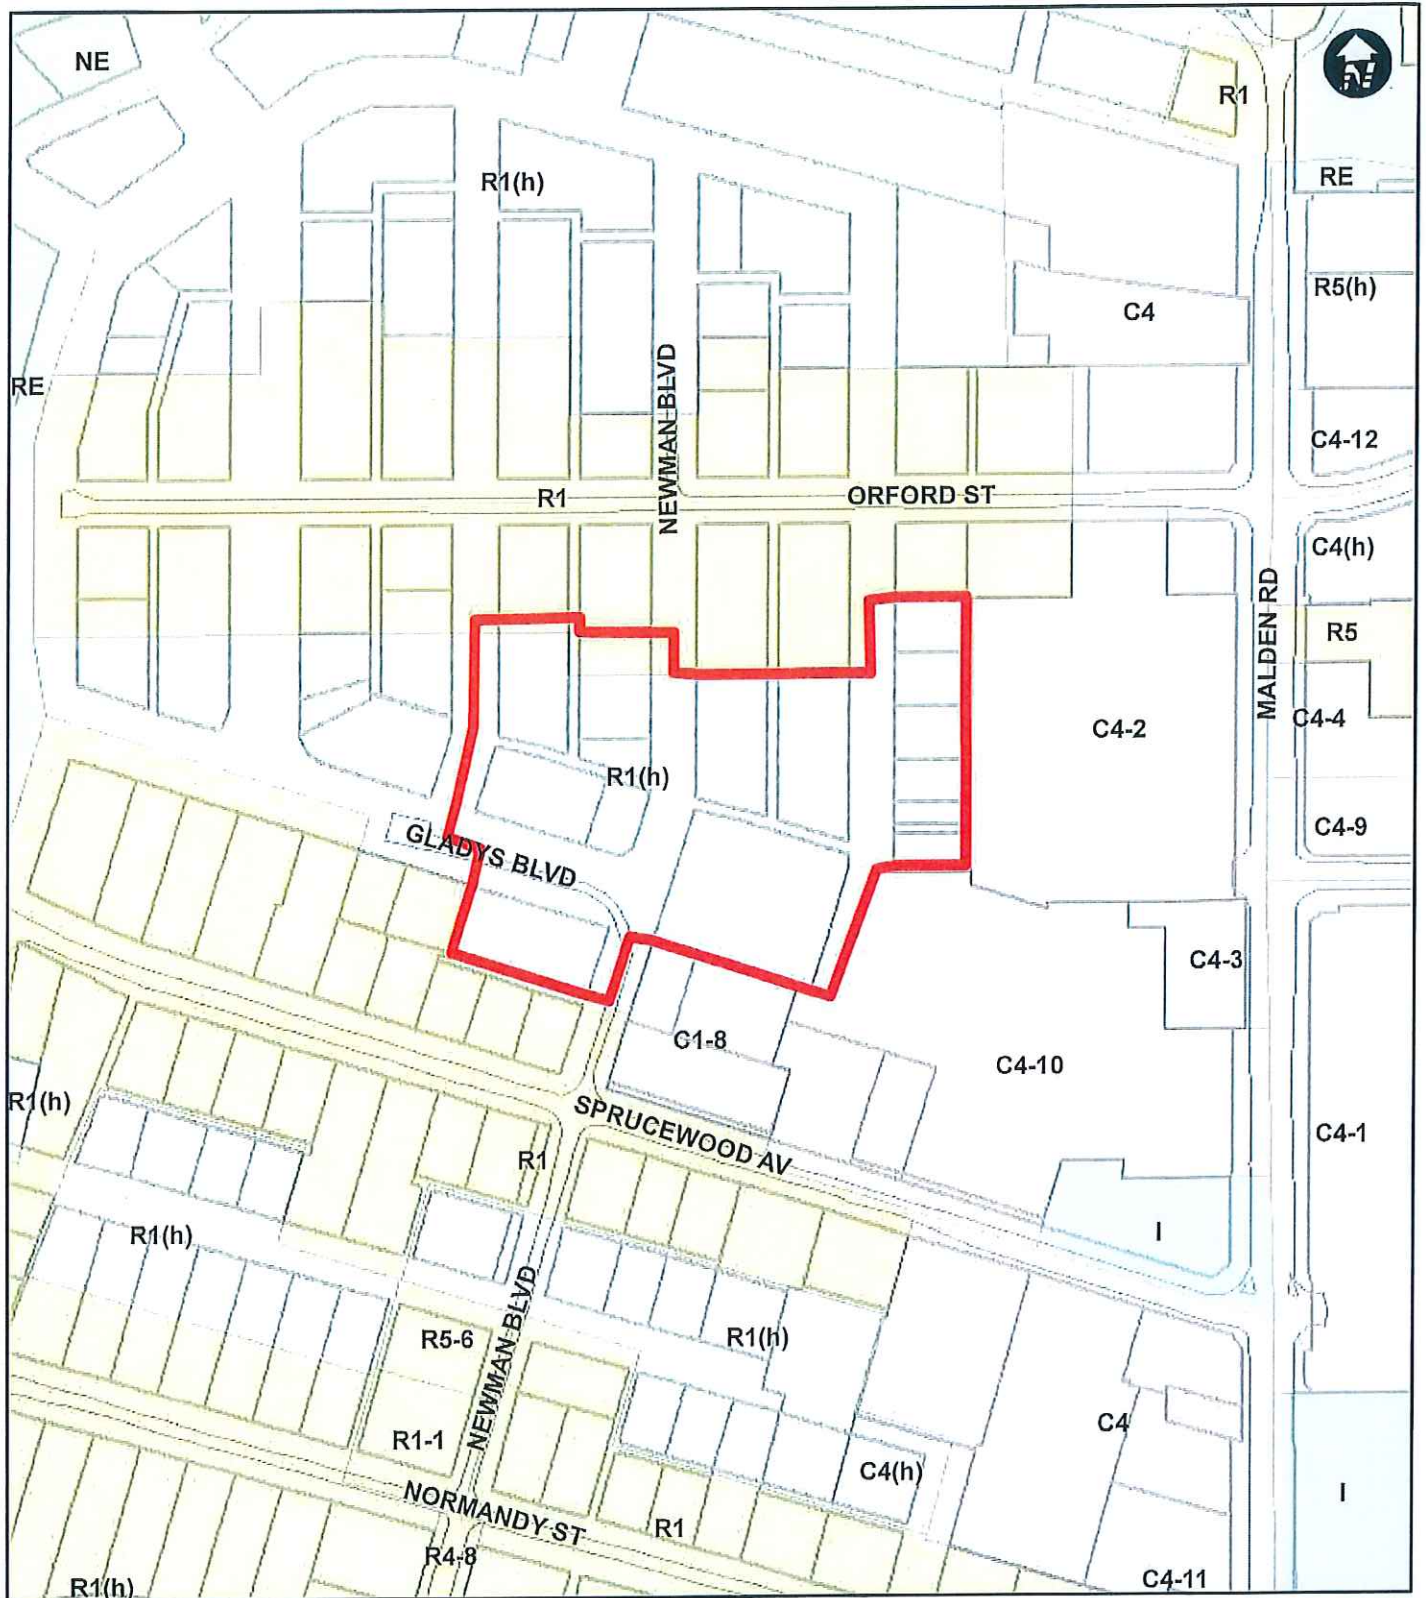 NE
N
R1
R1(h)
RE
C4
R5(h)
RE
NEWMAN BLVD
C4-12
R1
ORFORD ST
C4(h)
MALDEN RD
R5
C4-2
C4-4
R1(h)
C4-9
GLADYS BLVD
C4-3
C1-8
C4-10
R1(h)
SPRUCEWOOD AV
C4-1
R1
R1(h)
I
NEWMAN BLVD
R5-6
R1(h)
C4
R1-1
C4(h)
I
NORMANDY ST
R1
R4-8
C4-11
R1(h)